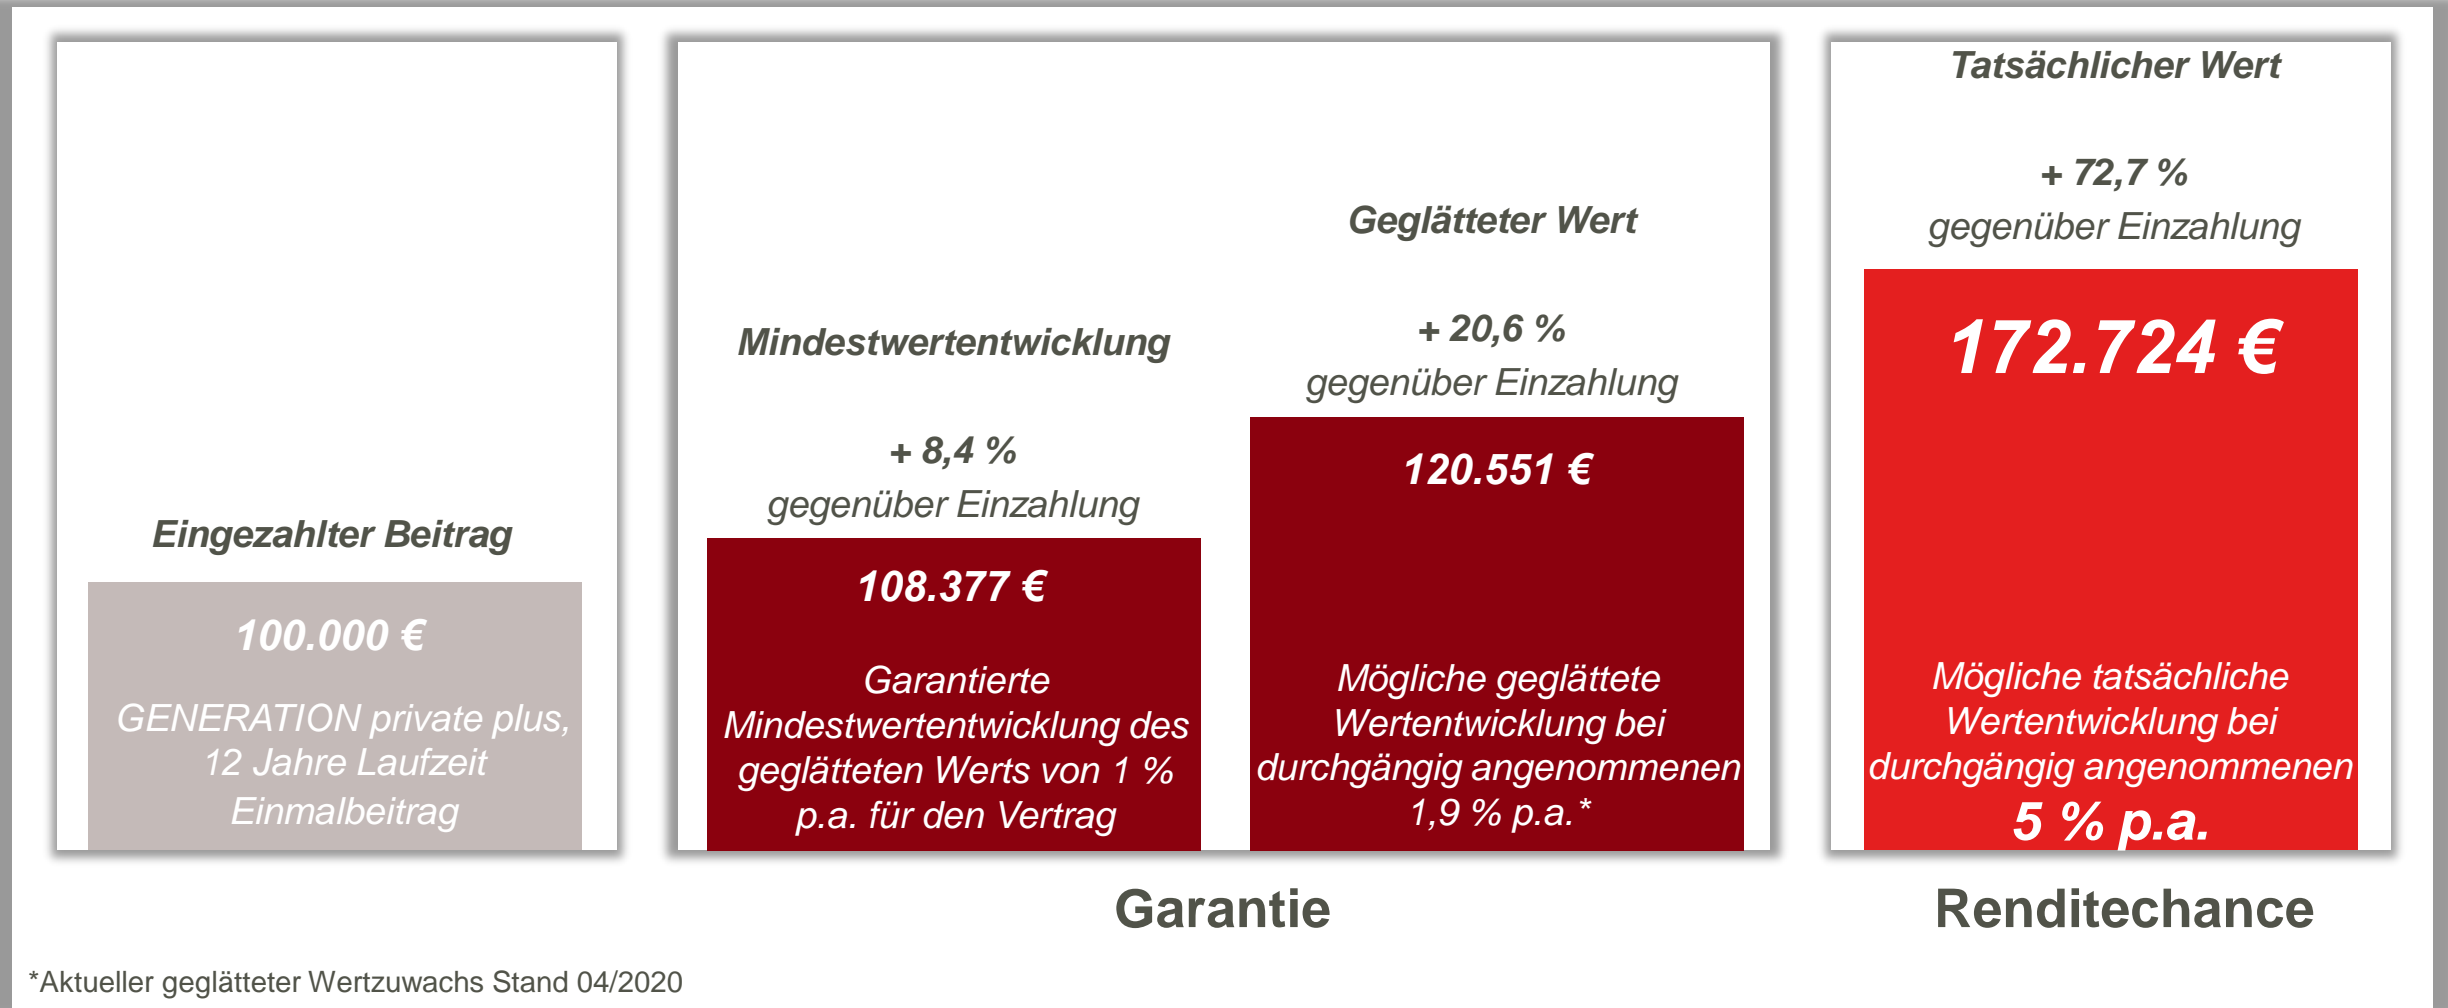 Eingezahlter Beitrag
100.000 €
GENERATION private plus,
12 Jahre Laufzeit
Einmalbeitrag
Mindestwertentwicklung
+ 8,4 %
gegenüber Einzahlung
108.377 €
Garantierte
Mindestwertentwicklung des
geglätteten Werts von 1 %
p.a. für den Vertrag
Geglätteter Wert
+ 20,6 %
gegenüber Einzahlung
120.551 €
Mögliche geglättete
Wertentwicklung bei
durchgängig angenommenen
1,9 % p.a.*
Tatsächlicher Wert
+ 72,7 %
gegenüber Einzahlung
172.724 €
Mögliche tatsächliche
Wertentwicklung bei
durchgängig angenommenen
5 % p.a.
Garantie
Renditechance
*Aktueller geglätteter Wertzuwachs Stand 04/2020